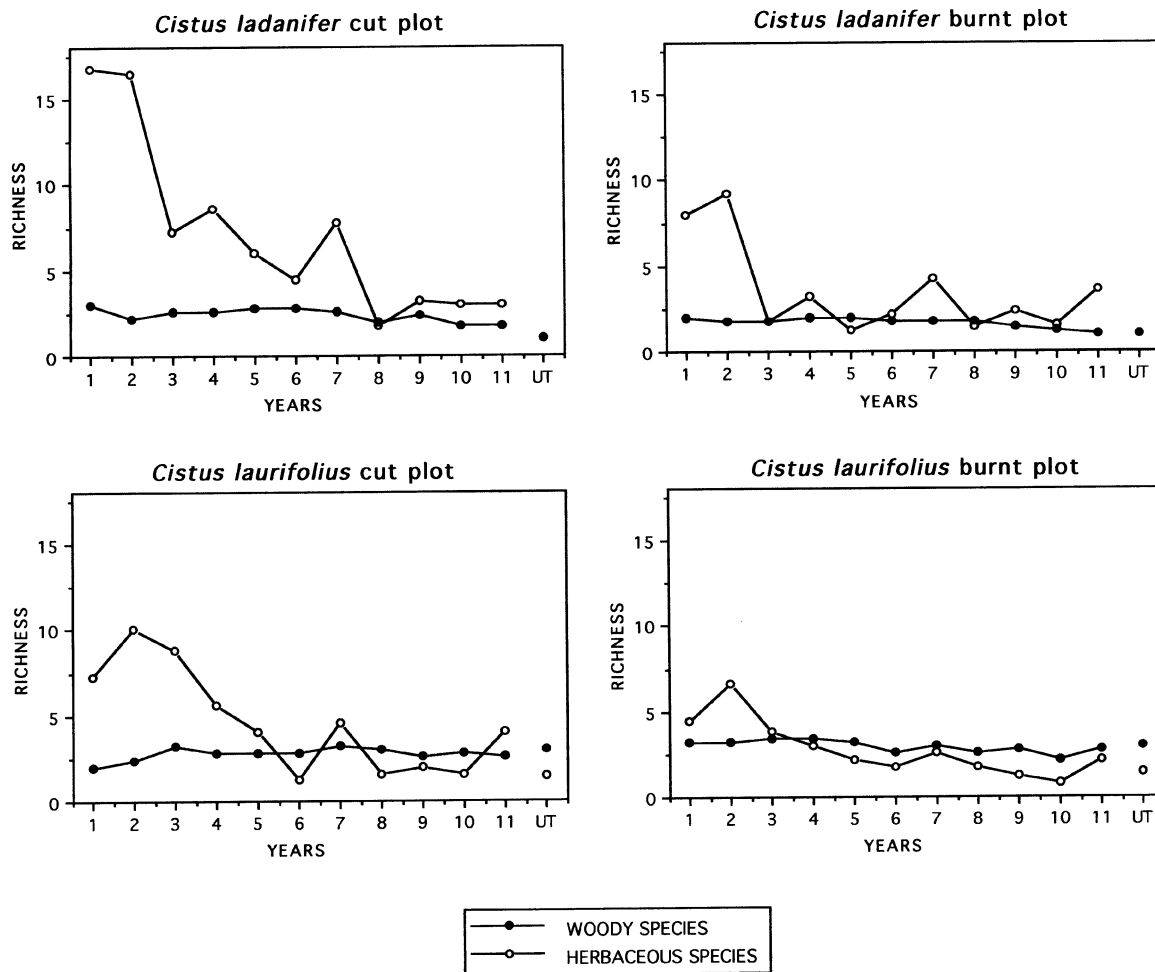 Cistus ladanifer cut plot
RICHNESS
15
10
5
0
1 2 3 4 5 6 7 8 9 10 11 UT
YEARS
Cistus ladanifer burnt plot
RICHNESS
15
10
5
0
1 2 3 4 5 6 7 8 9 10 11 UT
YEARS
Cistus laurifolius cut plot
RICHNESS
15
10
5
0
1 2 3 4 5 6 7 8 9 10 11 UT
YEARS
Cistus laurifolius burnt plot
RICHNESS
15
10
5
0
1 2 3 4 5 6 7 8 9 10 11 UT
YEARS
WOODY SPECIES
HERBACEOUS SPECIES